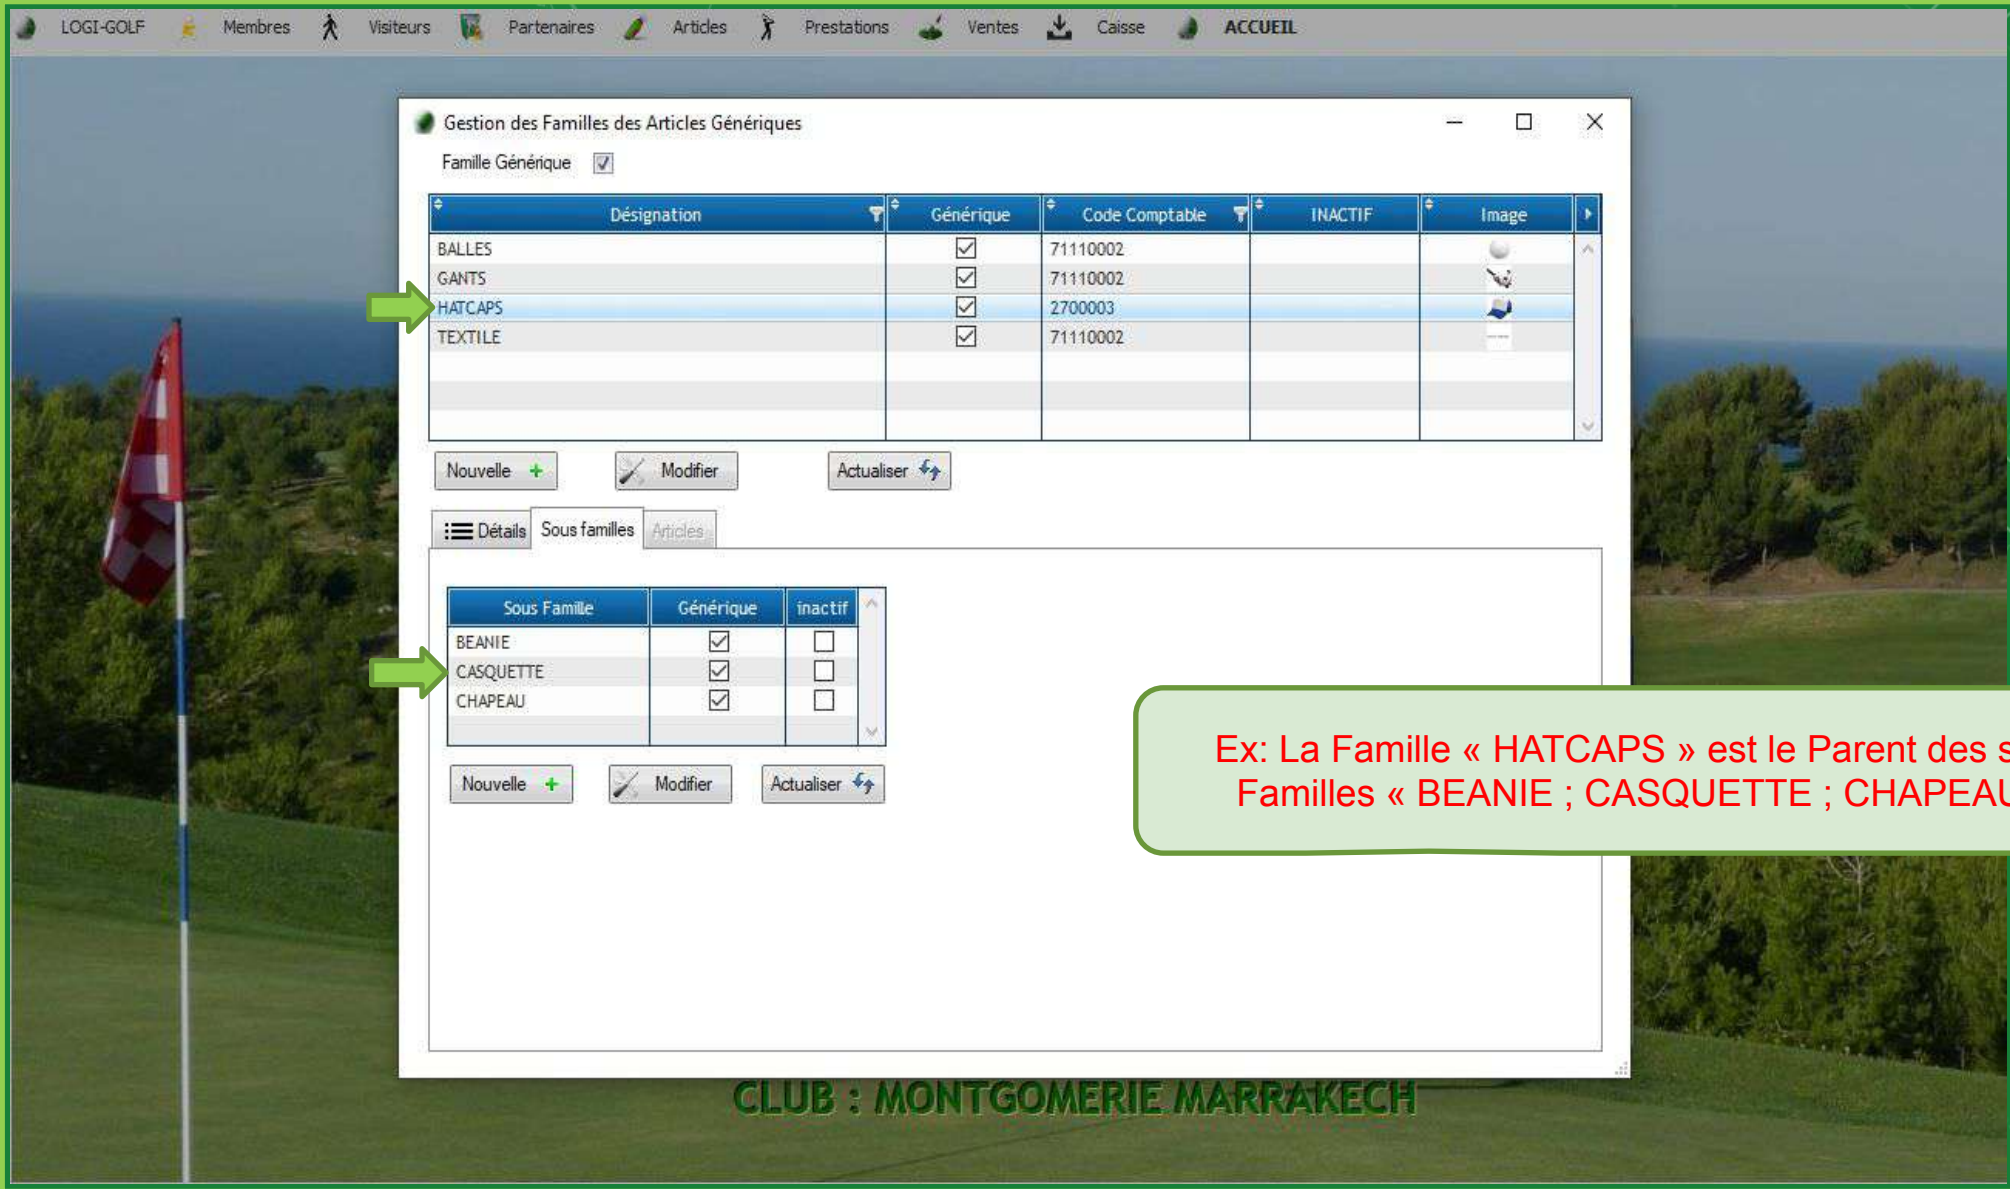 LOGI-GOLF Membres Visiteurs Partenaires Articles Prestations Ventes Caisse ACCUEIL
Gestion des Familles des Articles Génériques
Famille Générique
Désignation Générique Code Comptable INACTIF Image
BALLES 71110002
GANTS 71110002
HATCAPS 2700003
TEXTILE 71110002
Nouvelle Modifier Actualiser
Détails Sous familles Articles
Sous Famille Générique inactif
BEANIE
CASQUETTE
CHAPEAU
Nouvelle Modifier Actualiser
Ex: La Famille « HATCAPS » est le Parent des s
Familles « BEANIE ; CASQUETTE ; CHAPEAU
CLUB : MONTGOMERIE MARRAKECH